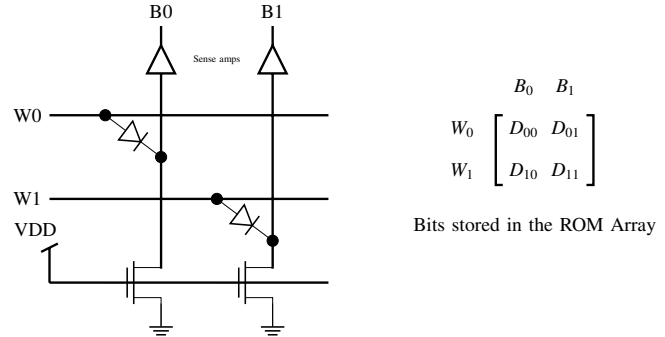 B0 B1
Sense amps
W0
W1
VDD
B₀ B₁
W₀ D₀₀ D₀₁
W₁ D₁₀ D₁₁
Bits stored in the ROM Array